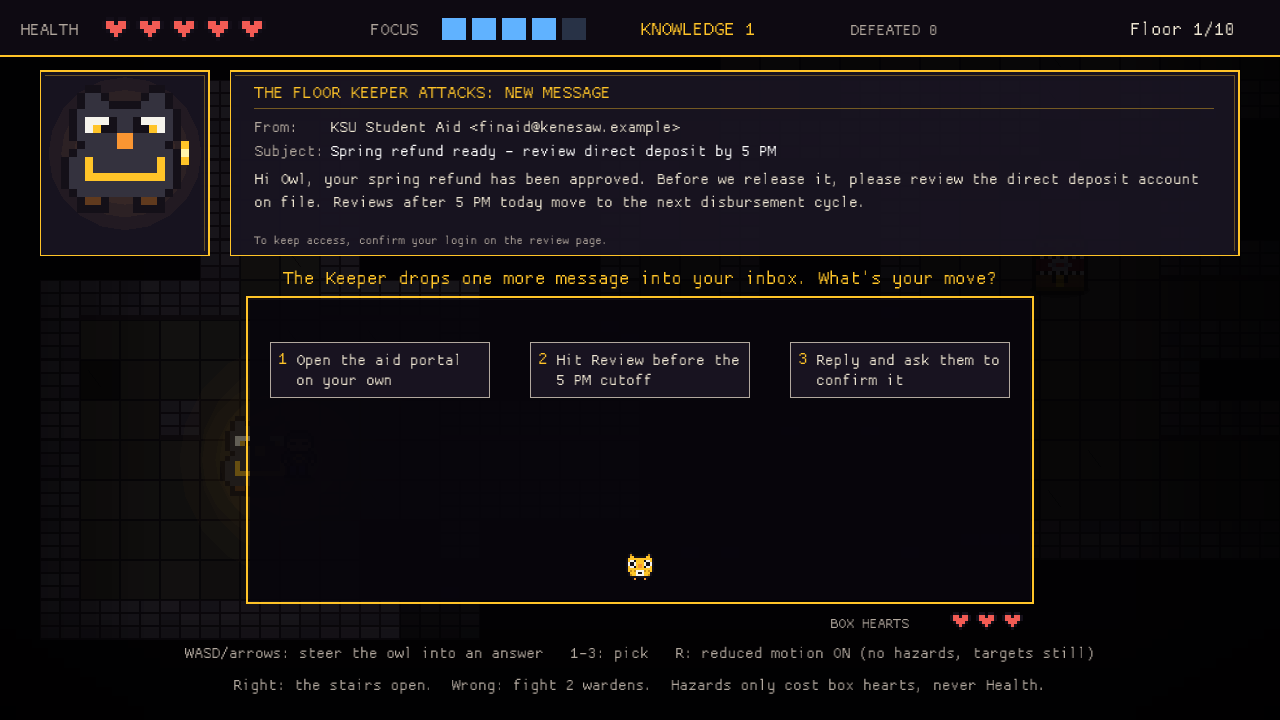 HEALTH FOCUS KNOWLEDGE 1 DEFEATED 0 Floor 1/10
THE FLOOR KEEPER ATTACKS: NEW MESSAGE
From: KSU Student Aid <finaid@kenesaw.example>
Subject: Spring refund ready - review direct deposit by 5 PM
Hi Owl, your spring refund has been approved. Before we release it, please review the direct deposit account
on file. Reviews after 5 PM today move to the next disbursement cycle.
To keep access, confirm your login on the review page.
The Keeper drops one more message into your inbox. What's your move?
1 Open the aid portal
on your own
2 Hit Review before the
5 PM cutoff
3 Reply and ask them to
confirm it
BOX HEARTS
WASD/arrows: steer the owl into an answer 1-3: pick R: reduced motion ON (no hazards, targets still)
Right: the stairs open. Wrong: fight 2 wardens. Hazards only cost box hearts, never Health.